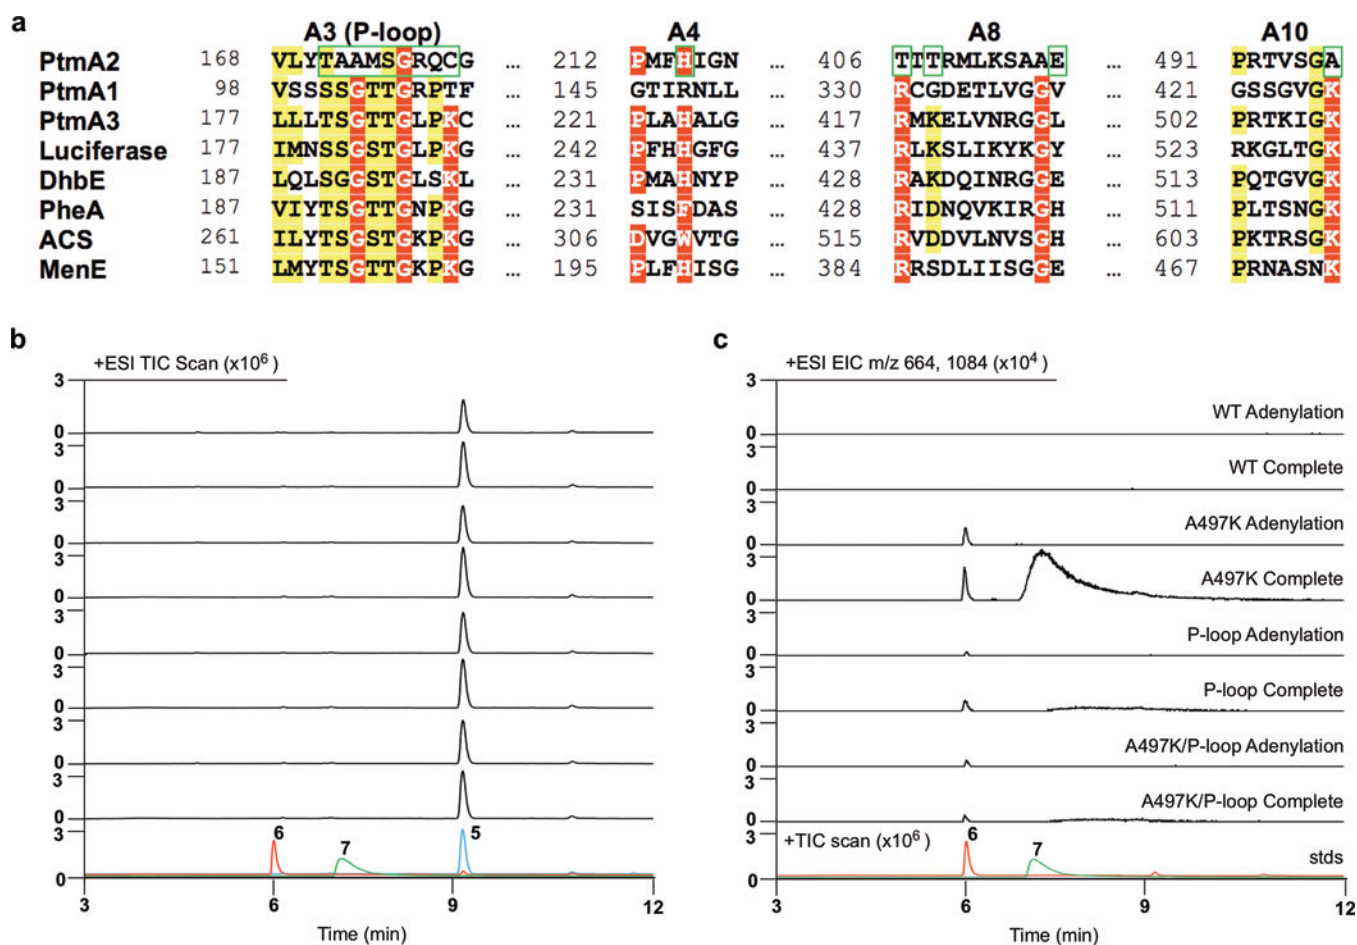 a
A3 (P-loop) A4 A8 A10
PtmA2 168 VLYTAAMSGRQCG ... 212 PMFHIGN ... 406 TTTRMLKSAAE ... 491 PRTVSGA
PtmA1 98 VSSSSGTTGRPTF ... 145 GTIRNLL ... 330 RCGDETLVGGV ... 421 GSSGVGK
PtmA3 177 LLLTSGTTGLPKC ... 221 PLAHALG ... 417 RMKELVNRGGL ... 502 PRTKIGK
Luciferase 177 IMNSSGSTGLPKG ... 242 PFHHGFG ... 437 RLKSLIKYKGY ... 523 RKGLTGK
DhbE 187 LQLSGGSTGLSKL ... 231 PMAHNYP ... 428 RAKDQINRGGE ... 513 PQTGVGK
PheA 187 VIYTSGTTGNPKG ... 231 SISFDAS ... 428 RIDNQVKIRGH ... 511 PLTSNGK
ACS 261 ILYTSGSTGKPKG ... 306 DVGWVTG ... 515 RVDDVLNVSGH ... 603 PKTRSGK
MenE 151 LMYTSGTTGKPKG ... 195 PLFHISG ... 384 RRSDLIISGGE ... 467 PRNASNK
b
+ESI TIC Scan (x10⁶)
3
0
3
0
3
0
3
0
3
0
3
0
3
0
3
0
3
0
6
7
5
3 6 9 12
Time (min)
c
+ESI EIC m/z 664, 1084 (x10⁴)
3
0
WT Adenylation
3
0
WT Complete
3
0
A497K Adenylation
3
0
A497K Complete
3
0
P-loop Adenylation
3
0
P-loop Complete
3
0
A497K/P-loop Adenylation
3
0
A497K/P-loop Complete
3
0
+TIC scan (x10⁶)
6
7
stds
3 6 9 12
Time (min)